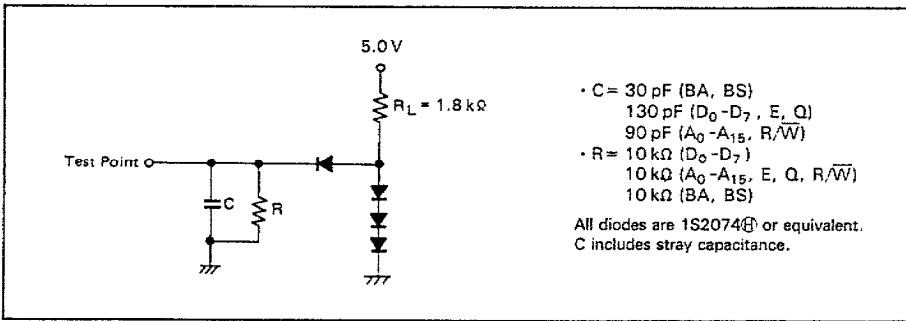 5.0 V
R_L = 1.8 kΩ
Test Point
C
R
• C = 30 pF (BA, BS)
130 pF (D₀-D₇, E, Q)
90 pF (A₀-A₁₅, R/W̅)
• R = 10 kΩ (D₀-D₇)
10 kΩ (A₀-A₁₅, E, Q, R/W̅)
10 kΩ (BA, BS)
All diodes are 1S2074Ⓗ or equivalent.
C includes stray capacitance.